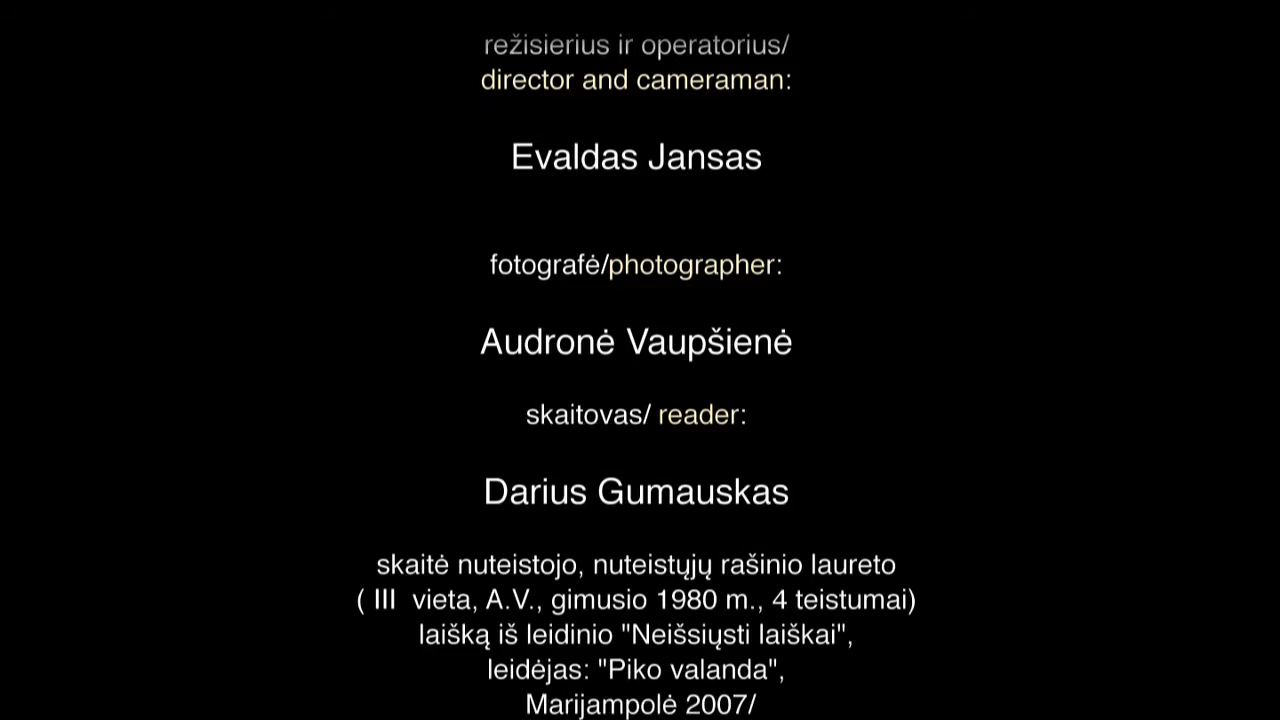 režisierius ir operatorius/
director and cameraman:
Evaldas Jansas
fotografė/photographer:
Audronė Vaupšienė
skaitovas/ reader:
Darius Gumauskas
skaitė nuteistojo, nuteistųjų rašinio laureto
( III  vieta, A.V., gimusio 1980 m., 4 teistumai)
laišką iš leidinio "Neišsiųsti laiškai",
leidėjas: "Piko valanda",
Marijampolė 2007/